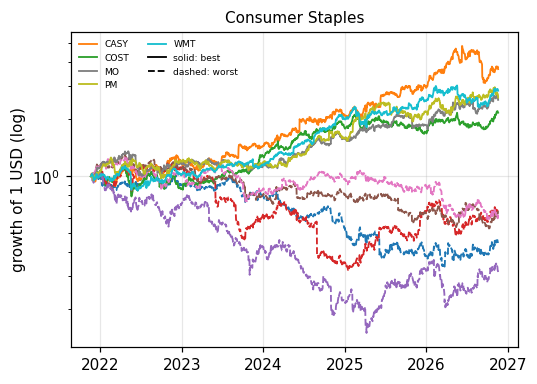 Consumer Staples
CASY
COST
MO
PM
WMT
solid: best
dashed: worst
growth of 1 USD (log)
10⁰
2022 2023 2024 2025 2026 2027